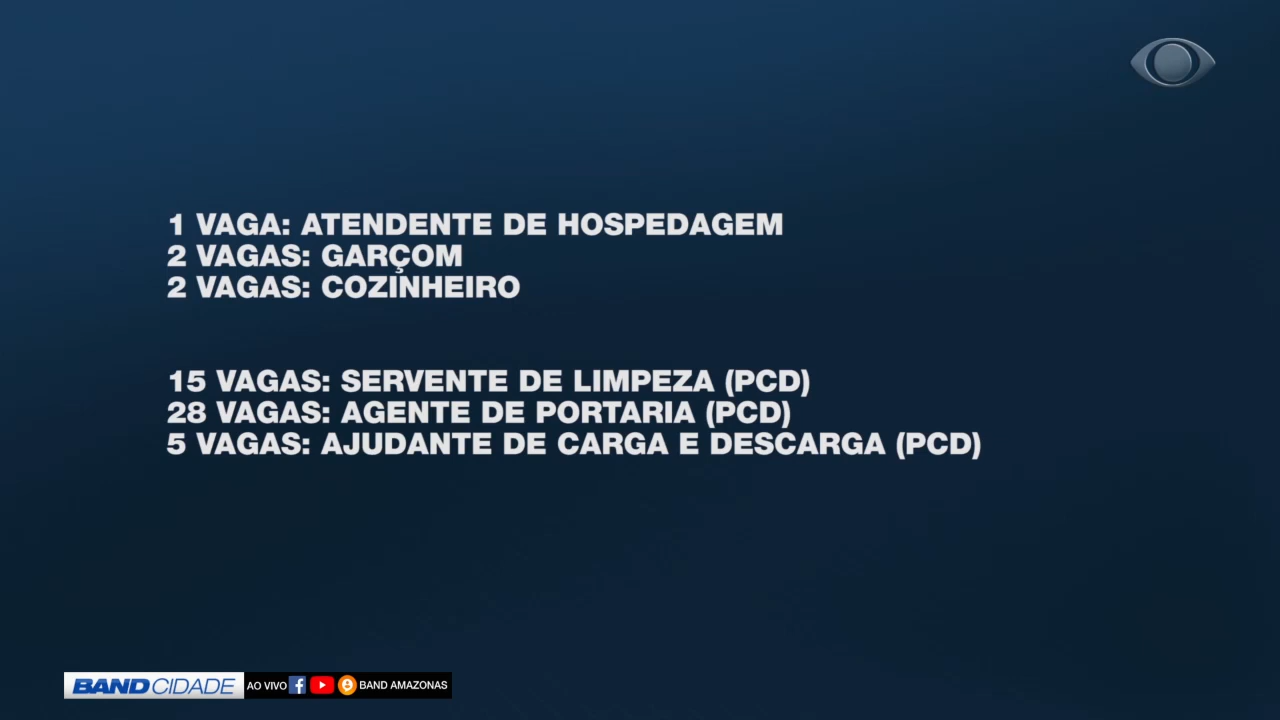 1 VAGA: ATENDENTE DE HOSPEDAGEM
2 VAGAS: GARÇOM
2 VAGAS: COZINHEIRO
15 VAGAS: SERVENTE DE LIMPEZA (PCD)
28 VAGAS: AGENTE DE PORTARIA (PCD)
5 VAGAS: AJUDANTE DE CARGA E DESCARGA (PCD)
BAND CIDADE AO VIVO BAND AMAZONAS